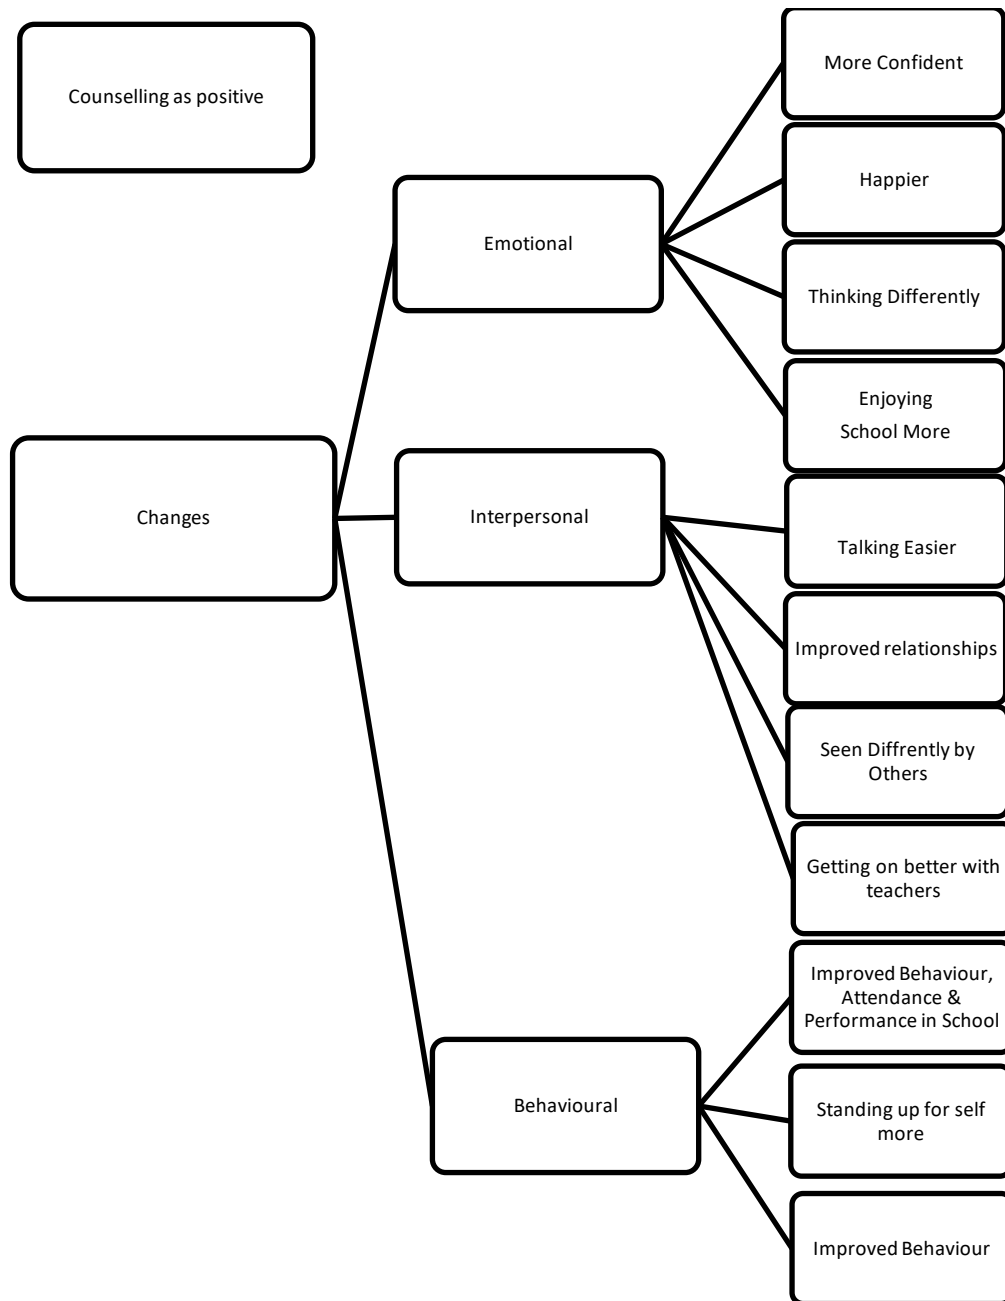 Counselling as positive
Changes
Emotional
More Confident
Happier
Thinking Differently
Enjoying
School More
Interpersonal
Talking Easier
Improved relationships
Seen Diffrently by
Others
Getting on better with
teachers
Behavioural
Improved Behaviour,
Attendance &
Performance in School
Standing up for self
more
Improved Behaviour